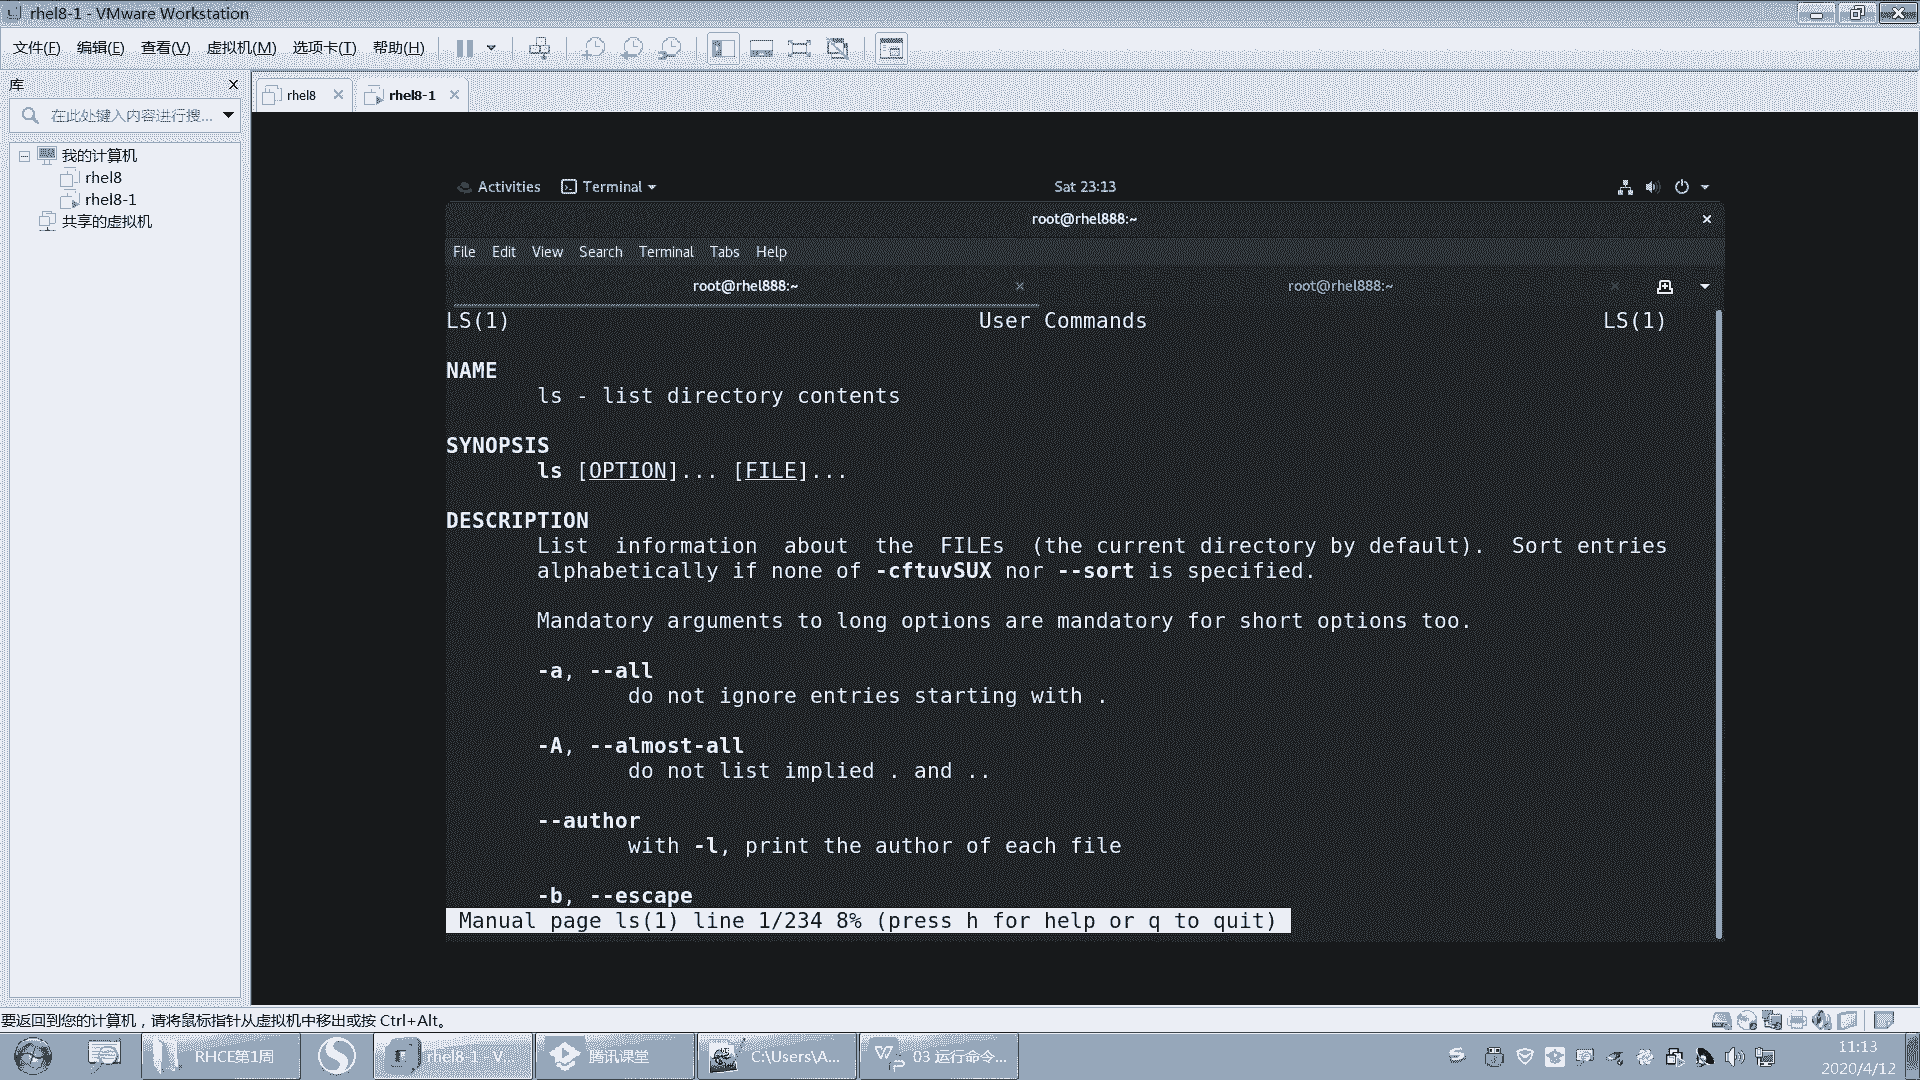 rhel8-1 - VMware Workstation
文件(F) 编辑(E) 查看(V) 虚拟机(M) 选项卡(T) 帮助(H)
库
在此处键入内容进行搜...
我的计算机
rhel8
rhel8-1
共享的虚拟机
rhel8
rhel8-1
Activities Terminal Sat 23:13
root@rhel888:~
File Edit View Search Terminal Tabs Help
root@rhel888:~ root@rhel888:~
LS(1) User Commands LS(1)
NAME
ls - list directory contents
SYNOPSIS
ls [OPTION]... [FILE]...
DESCRIPTION
List information about the FILEs (the current directory by default). Sort entries
alphabetically if none of -cftuvSUX nor --sort is specified.
Mandatory arguments to long options are mandatory for short options too.
-a, --all
do not ignore entries starting with .
-A, --almost-all
do not list implied . and ..
--author
with -l, print the author of each file
-b, --escape
Manual page ls(1) line 1/234 8% (press h for help or q to quit)
要返回到您的计算机，请将鼠标指针从虚拟机中移出或按 Ctrl+Alt。
RHCE第1周 rhel8-1 - V... 腾讯课堂 C:\Users\A... 03 运行命令...
11:13
2020/4/12